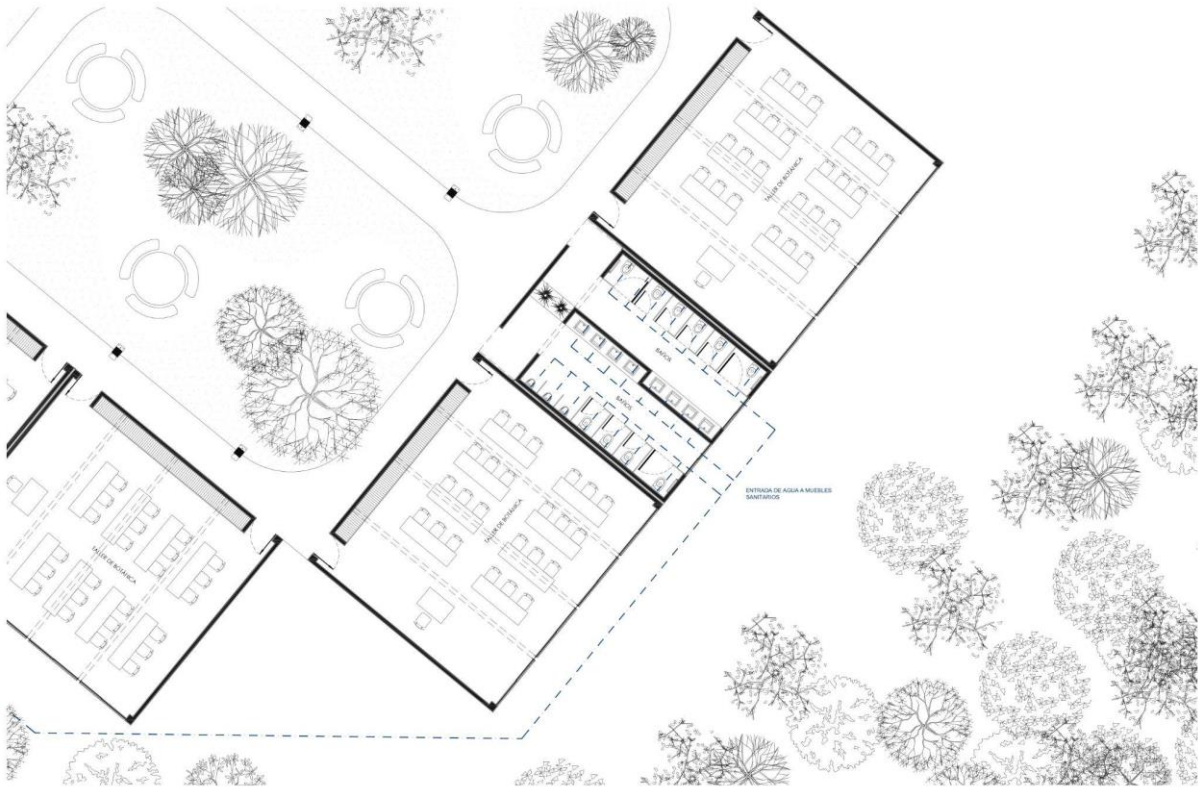 TALLER DE BOTÁNICA
BAÑOS
BAÑOS
TALLER DE BOTÁNICA
ENTRADA DE AGUA A MUEBLES
SANITARIOS
TALLER DE BOTÁNICA